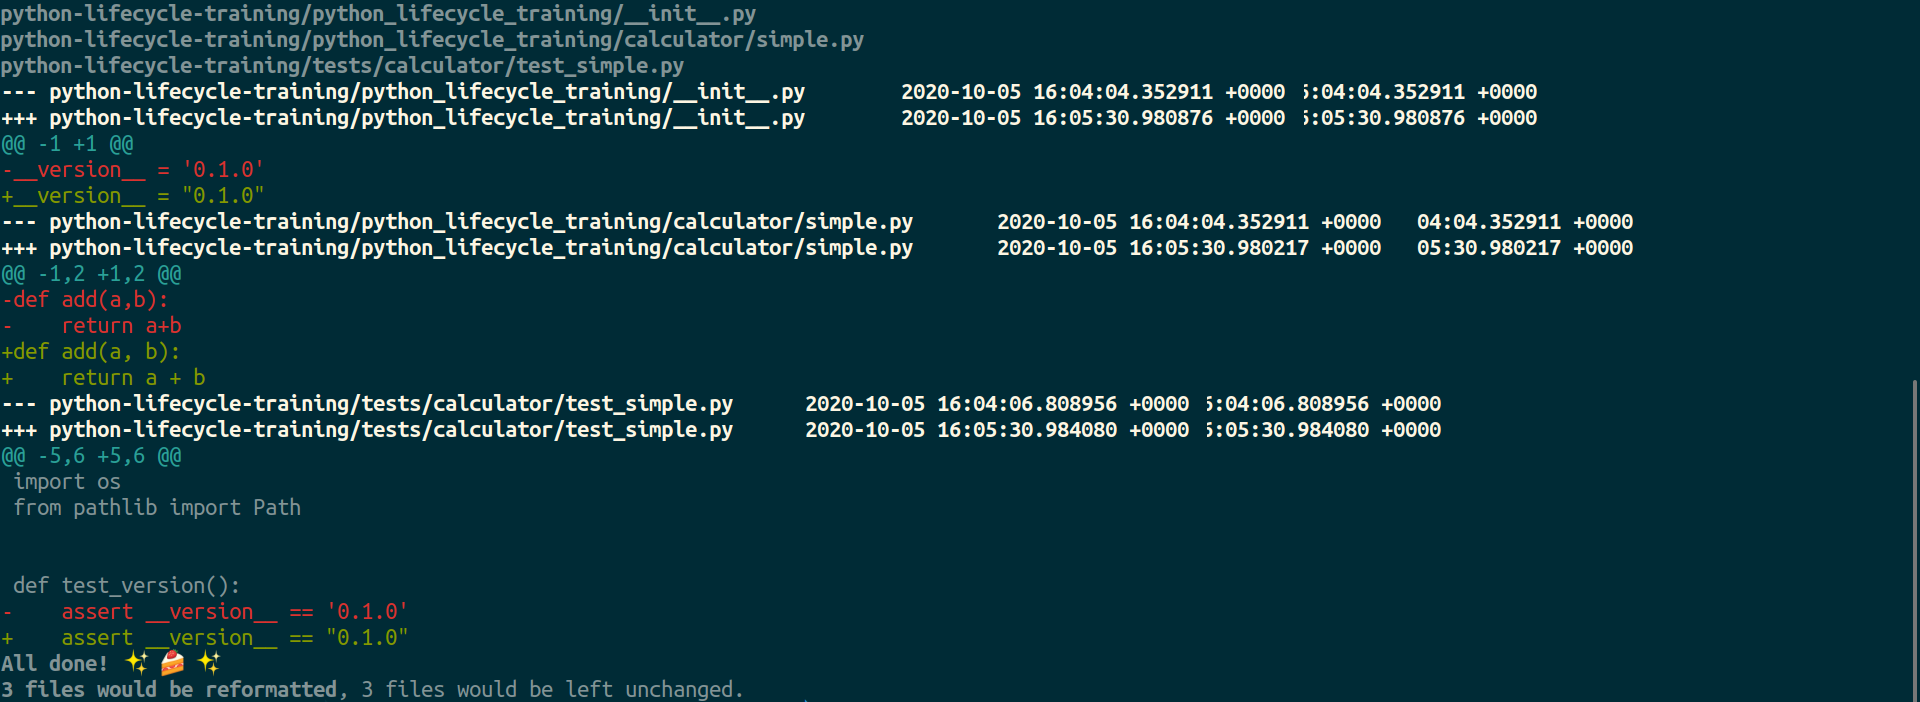 python-lifecycle-training/python_lifecycle_training/__init__.py
python-lifecycle-training/python_lifecycle_training/calculator/simple.py
python-lifecycle-training/tests/calculator/test_simple.py
--- python-lifecycle-training/python_lifecycle_training/__init__.py        2020-10-05 16:04:04.352911 +0000 :04:04.352911 +0000
+++ python-lifecycle-training/python_lifecycle_training/__init__.py        2020-10-05 16:05:30.980876 +0000 :05:30.980876 +0000
@@ -1 +1 @@
-__version__ = '0.1.0'
+__version__ = "0.1.0"
--- python-lifecycle-training/python_lifecycle_training/calculator/simple.py       2020-10-05 16:04:04.352911 +0000   04:04.352911 +0000
+++ python-lifecycle-training/python_lifecycle_training/calculator/simple.py       2020-10-05 16:05:30.980217 +0000   05:30.980217 +0000
@@ -1,2 +1,2 @@
-def add(a,b):
-    return a+b
+def add(a, b):
+    return a + b
--- python-lifecycle-training/tests/calculator/test_simple.py      2020-10-05 16:04:06.808956 +0000 :04:06.808956 +0000
+++ python-lifecycle-training/tests/calculator/test_simple.py      2020-10-05 16:05:30.984080 +0000 :05:30.984080 +0000
@@ -5,6 +5,6 @@
 import os
 from pathlib import Path
 def test_version():
-    assert __version__ == '0.1.0'
+    assert __version__ == "0.1.0"
All done! ✨ 🍰 ✨
3 files would be reformatted, 3 files would be left unchanged.